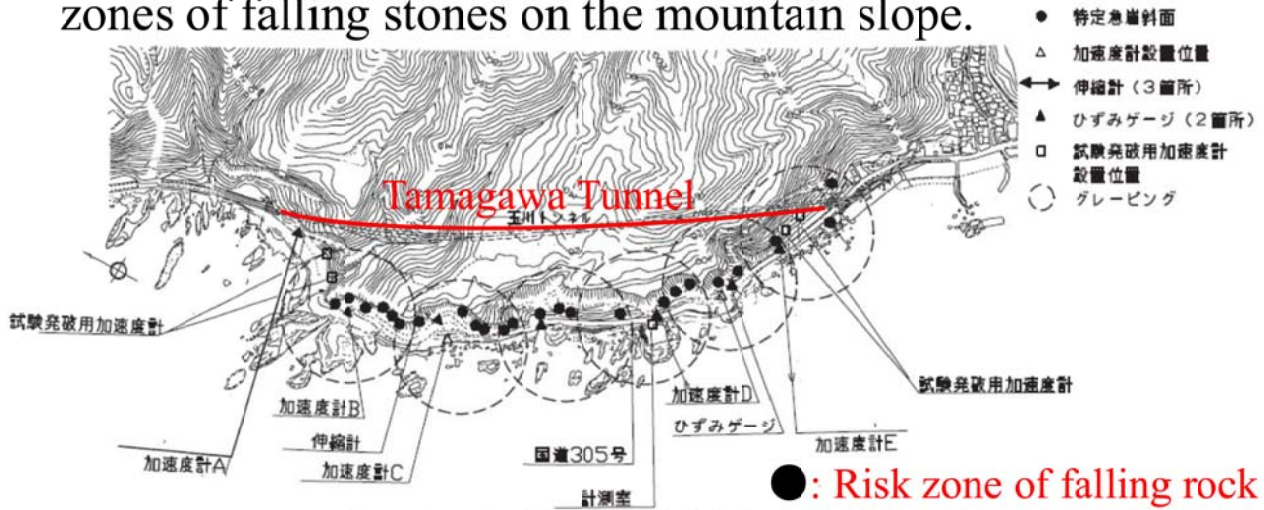 zones of falling stones on the mountain slope.
特定急崖斜面
加速度計設置位置
伸縮計(3箇所)
ひずみゲージ(2箇所)
試験発破用加速度計
設置位置
グレーピング
Tamagawa Tunnel
玉川トンネル
試験発破用加速度計
加速度計A
加速度計B
伸縮計
加速度計C
国道305号
計測室
加速度計D
ひずみゲージ
加速度計E
試験発破用加速度計
: Risk zone of falling rock